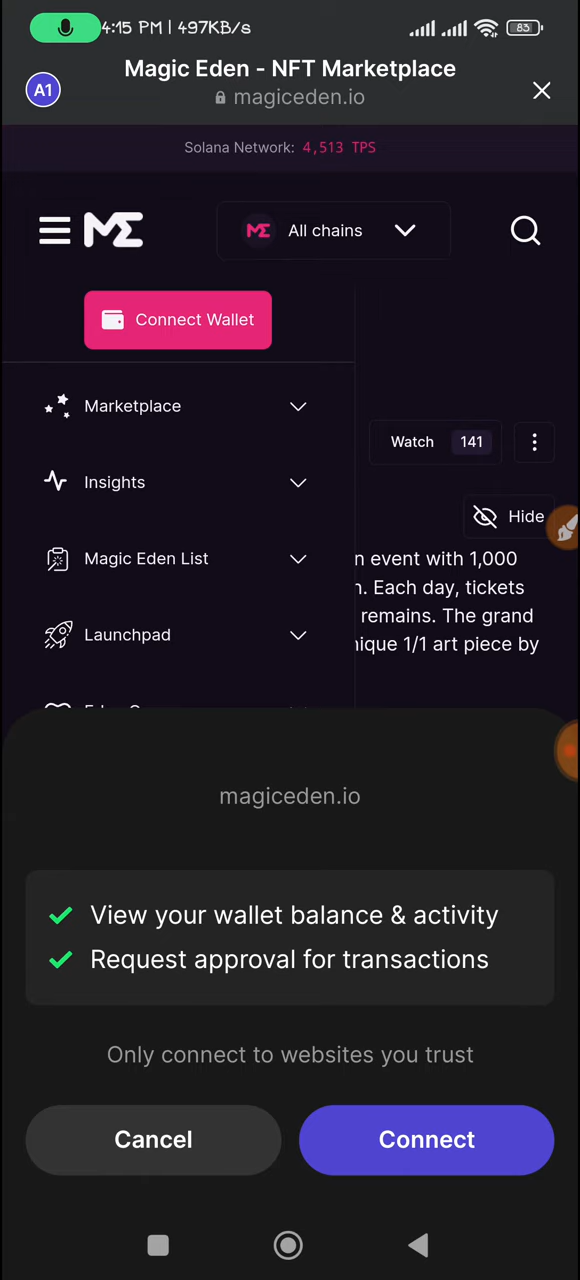 4:15 PM | 497KB/s
83
A1
Magic Eden - NFT Marketplace
magiceden.io
Solana Network: 4,513 TPS
ME
ME All chains
Connect Wallet
Marketplace
Watch 141
Insights
Hide
Magic Eden List
n event with 1,000
n. Each day, tickets
remains. The grand
Launchpad
nique 1/1 art piece by
magiceden.io
View your wallet balance & activity
Request approval for transactions
Only connect to websites you trust
Cancel
Connect